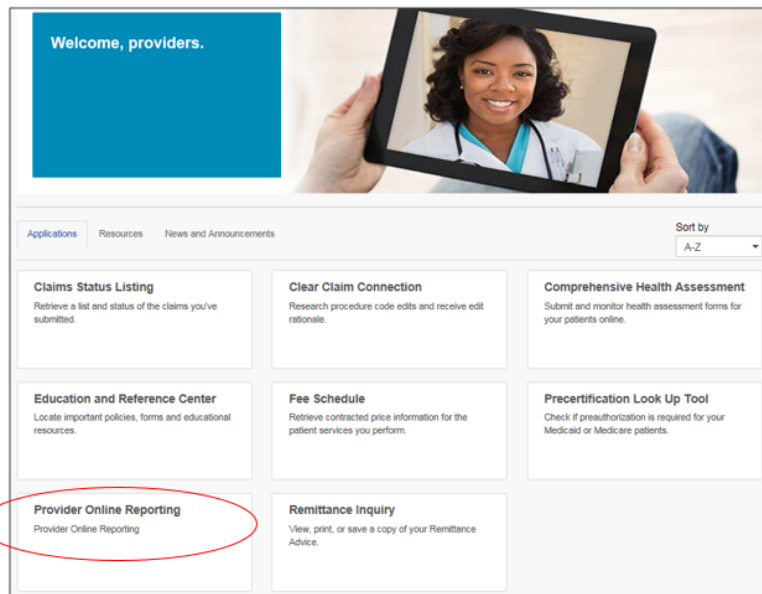 Welcome, providers.
Applications
Resources
News and Announcements
Sort by
A-Z
Claims Status Listing
Retrieve a list and status of the claims you've
submitted.
Clear Claim Connection
Research procedure code edits and receive edit
rationale.
Comprehensive Health Assessment
Submit and monitor health assessment forms for
your patients online.
Education and Reference Center
Locate important policies, forms and educational
resources.
Fee Schedule
Retrieve contracted price information for the
patient services you perform.
Precertification Look Up Tool
Check if preauthorization is required for your
Medicaid or Medicare patients.
Provider Online Reporting
Provider Online Reporting
Remittance Inquiry
View, print, or save a copy of your Remittance
Advice.